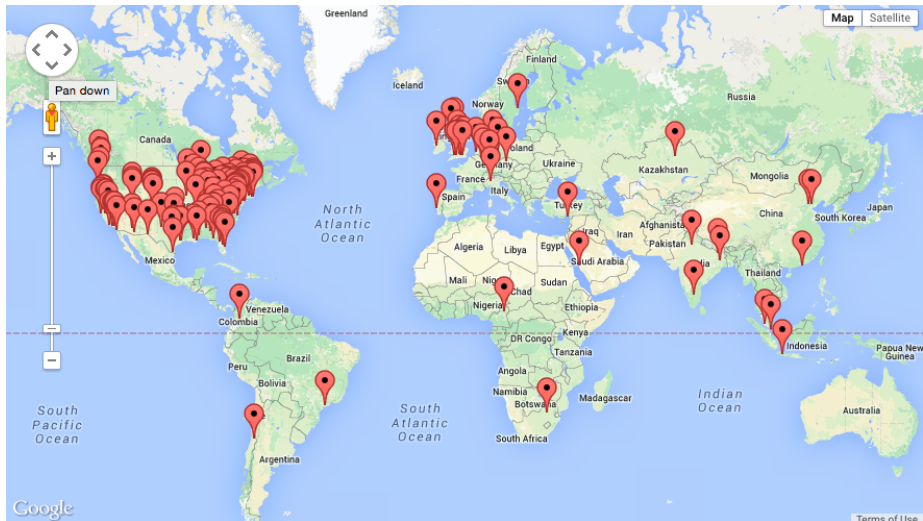 Greenland
Map
Satellite
Pan down
Iceland
Finland
Norway
Russia
Canada
Poland
Ukraine
Kazakhstan
Mongolia
France
Italy
Spain
Turkey
China
Japan
South Korea
North
Atlantic
Ocean
Afghanistan
Iraq
Iran
Pakistan
Algeria
Libya
Egypt
Saudi Arabia
Mexico
Mali
Chad
Sudan
Thailand
Nigeria
Ethiopia
Venezuela
Colombia
Kenya
DR Congo
Indonesia
Papua New
Guinea
Tanzania
Peru
Brazil
Angola
Bolivia
Namibia
Botswana
Madagascar
Indian
Ocean
South
Pacific
Ocean
South
Atlantic
Ocean
Australia
South Africa
Argentina
Google
Terms of Use